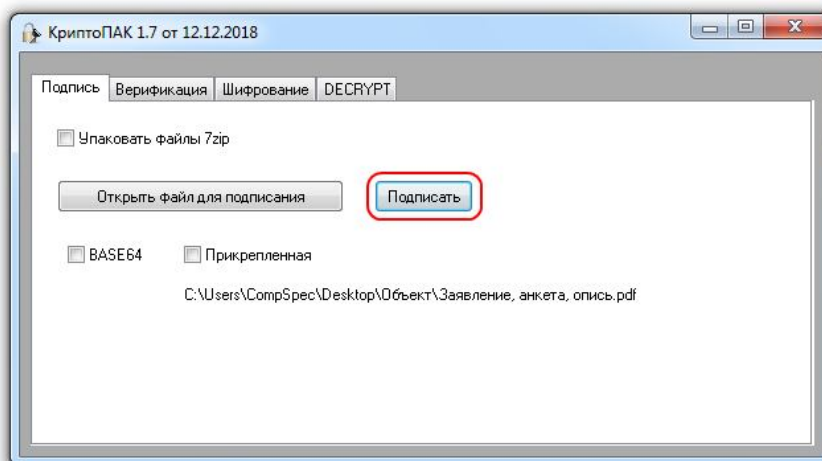 КриптоПАК 1.7 от 12.12.2018
Подпись Верификация Шифрование DECRYPT
Упаковать файлы 7zip
Открыть файл для подписания Подписать
BASE64 Прикрепленная
C:\Users\CompSpec\Desktop\Объект\Заявление, анкета, опись.pdf